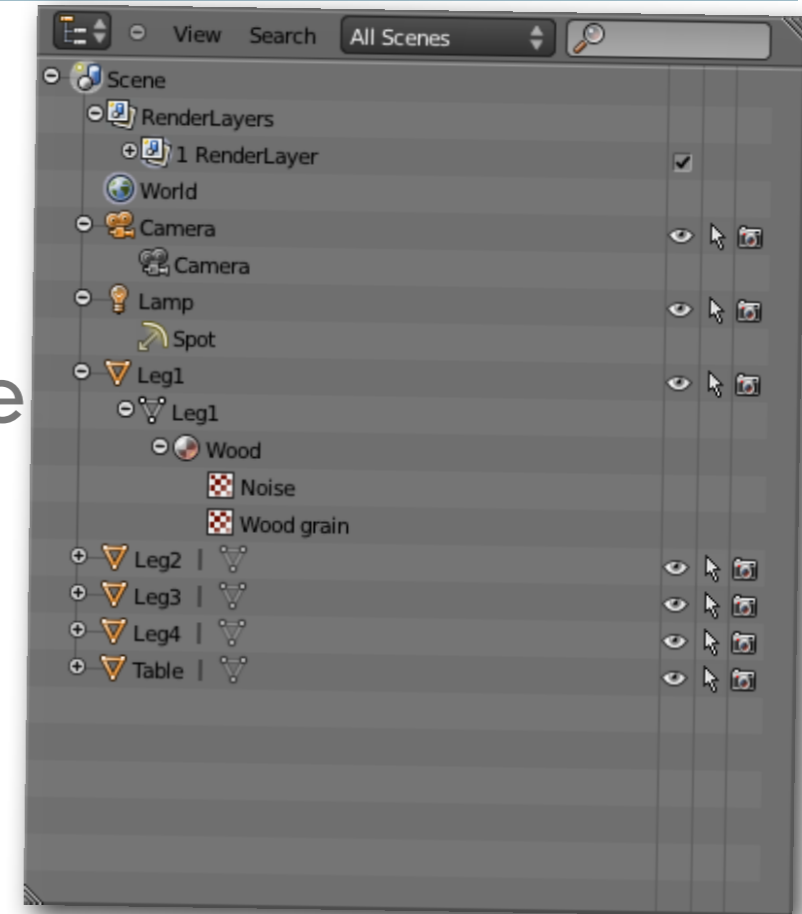 View Search All Scenes
Scene
RenderLayers
1 RenderLayer
World
Camera
Camera
Lamp
Spot
e
Leg1
Leg1
Wood
Noise
Wood grain
Leg2 |
Leg3 |
Leg4 |
Table |